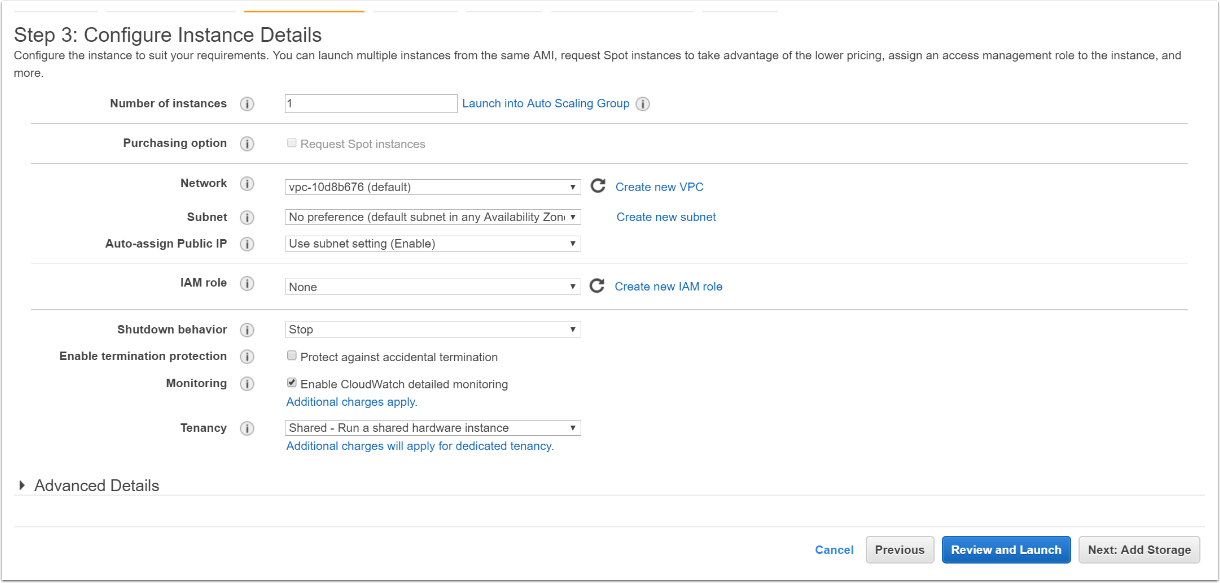 Step 3: Configure Instance Details
Configure the instance to suit your requirements. You can launch multiple instances from the same AMI, request Spot instances to take advantage of the lower pricing, assign an access management role to the instance, and
more.
Number of instances 1 Launch into Auto Scaling Group
Purchasing option Request Spot instances
Network vpc-10d8b676 (default) Create new VPC
Subnet No preference (default subnet in any Availability Zone Create new subnet
Auto-assign Public IP Use subnet setting (Enable)
IAM role None Create new IAM role
Shutdown behavior Stop
Enable termination protection Protect against accidental termination
Monitoring Enable CloudWatch detailed monitoring
Additional charges apply.
Tenancy Shared - Run a shared hardware instance
Additional charges will apply for dedicated tenancy.
Advanced Details
Cancel Previous Review and Launch Next: Add Storage